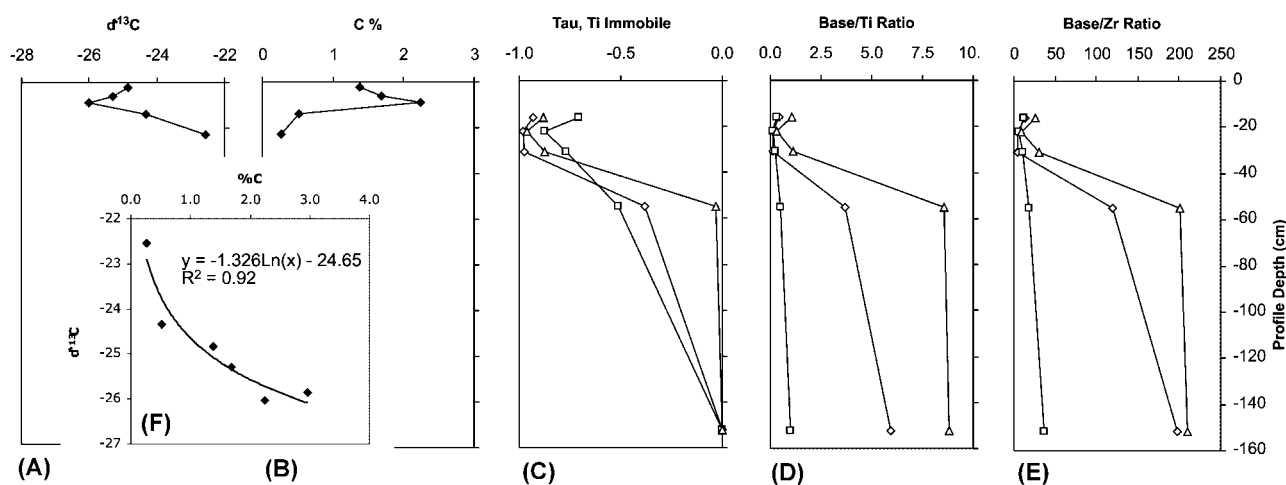 d¹³C
C %
Tau, Ti Immobile
Base/Ti Ratio
Base/Zr Ratio
-28 -26 -24 -22
0 1 2 3
-1.0 -0.5 0.0
0.0 2.5 5.0 7.5 10.
0 50 100 150 200 250
0
-20
-40
-60
-80
-100
-120
-140
-160
Profile Depth (cm)
%C
0.0 1.0 2.0 3.0 4.0
-22
-23
-24
-25
-26
-27
d¹³C
y = -1.326Ln(x) - 24.65
R² = 0.92
(F)
(A)
(B)
(C)
(D)
(E)